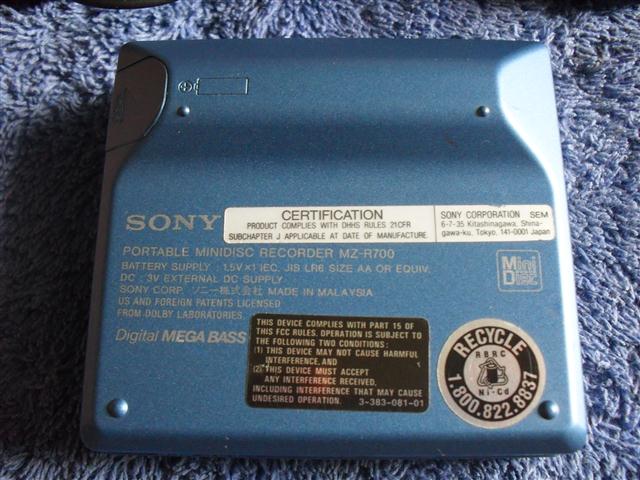 SONY
CERTIFICATION
PRODUCT COMPLIES WITH DHHS RULES 21CFR
SUBCHAPTER J APPLICABLE AT DATE OF MANUFACTURE.
SONY CORPORATION SEM
6-7-35 Kitashinagawa, Shina-
gawa-ku, Tokyo, 141-0001 Japan
PORTABLE MINIDISC RECORDER MZ-R700
BATTERY SUPPLY : 1.5V×1 IEC, JIS LR6 SIZE AA OR EQUIV.
DC : 3V EXTERNAL DC SUPPLY
SONY CORP. ソニー株式会社 MADE IN MALAYSIA
US AND FOREIGN PATENTS LICENSED
FROM DOLBY LABORATORIES.
Mini
Disc
Digital MEGA BASS
THIS DEVICE COMPLIES WITH PART 15 OF
THIS FCC RULES. OPERATION IS SUBJECT TO
THE FOLLOWING TWO CONDITIONS:
(1) THIS DEVICE MAY NOT CAUSE HARMFUL
INTERFERENCE, AND
(2) THIS DEVICE MUST ACCEPT
ANY INTERFERENCE RECEIVED,
INCLUDING INTERFERENCE THAT MAY CAUSE
UNDESIRED OPERATION. 3-383-081-01
RECYCLE
RBRC
Ni-Cd
1.800.822.8837